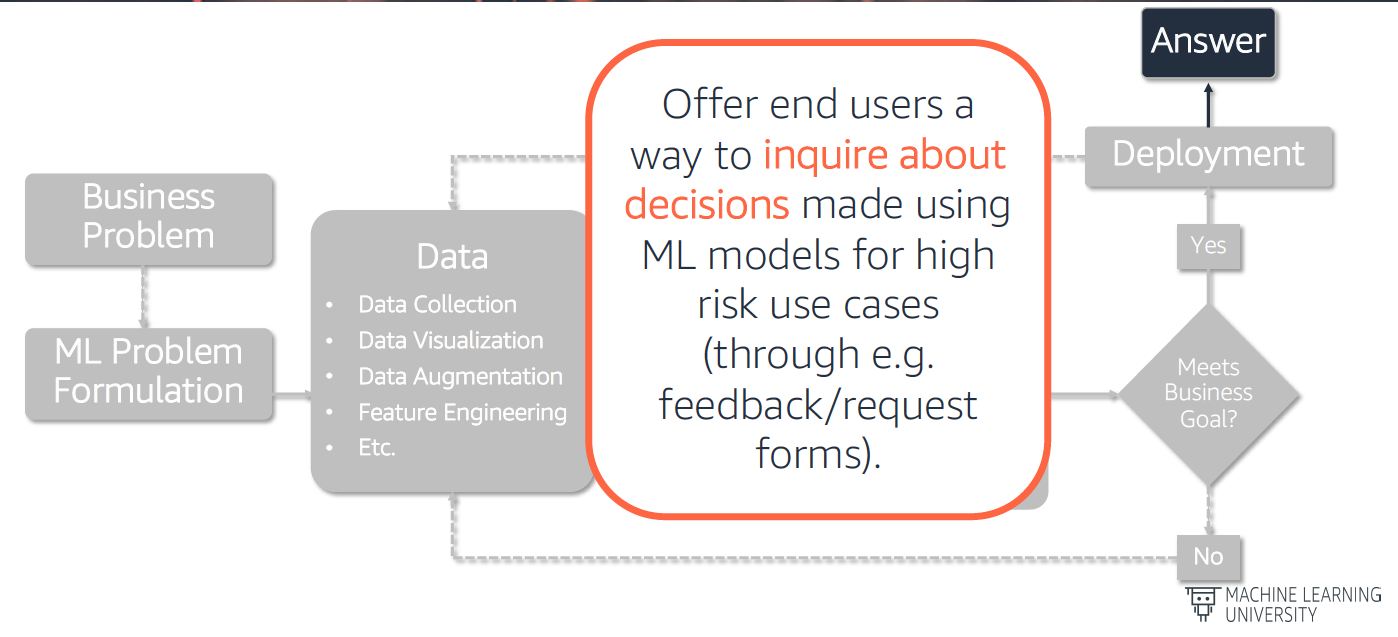 Answer
Offer end users a
way to inquire about
decisions made using
ML models for high
risk use cases
(through e.g.
feedback/request
forms).
Deployment
Business
Problem
Yes
Data
• Data Collection
• Data Visualization
• Data Augmentation
• Feature Engineering
• Etc.
ML Problem
Formulation
Meets
Business
Goal?
No
MACHINE LEARNING
UNIVERSITY